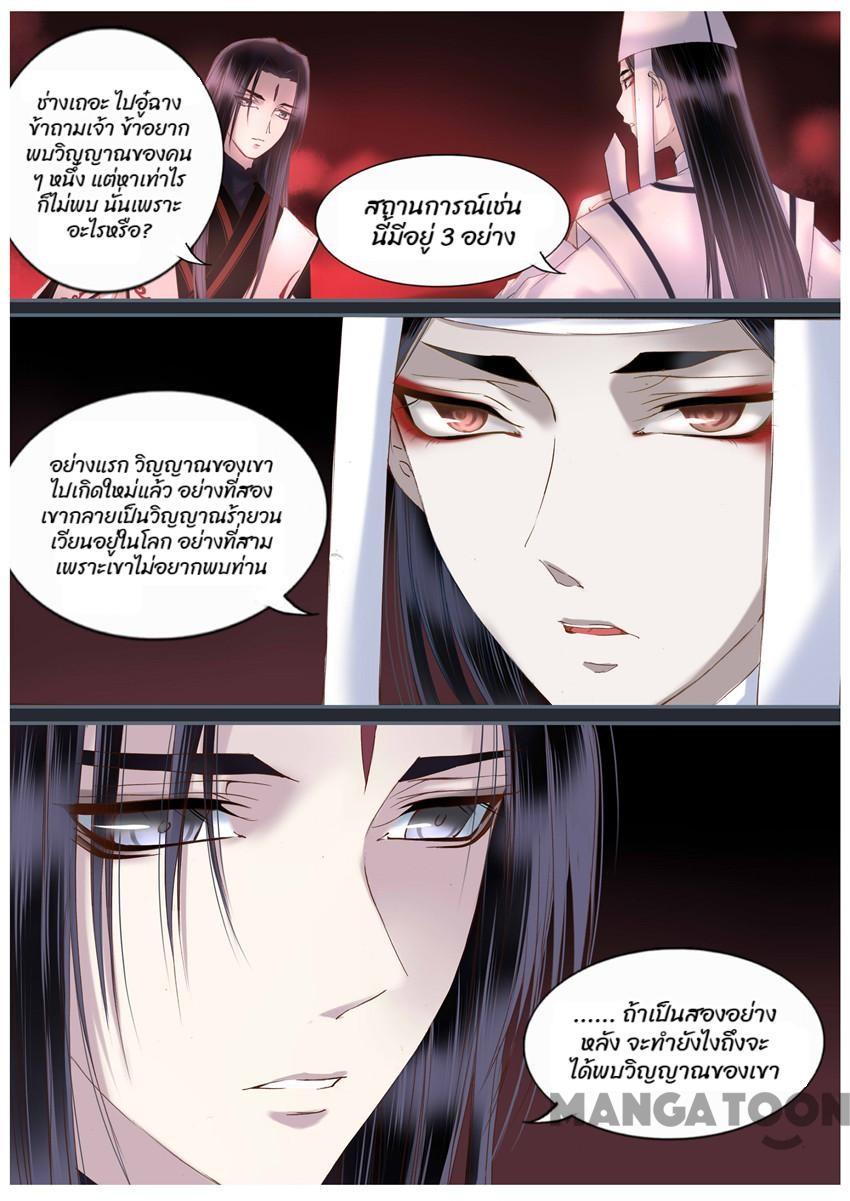 ช่างเถอะ ไปอู๋ฉาง
ข้าถามเจ้า ข้าอยาก
พบวิญญาณของคน
ๆ หนึ่ง แต่หาเท่าไร
ก็ไม่พบ นั่นเพราะ
อะไรหรือ?
สถานการณ์เช่น
นี้มีอยู่ 3 อย่าง
อย่างแรก วิญญาณของเขา
ไปเกิดใหม่แล้ว อย่างที่สอง
เขากลายเป็นวิญญาณร้ายวน
เวียนอยู่ในโลก อย่างที่สาม
เพราะเขาไม่อยากพบท่าน
...... ถ้าเป็นสองอย่าง
หลัง จะทำยังไงถึงจะ
ได้พบวิญญาณของเขา
MANGATOON